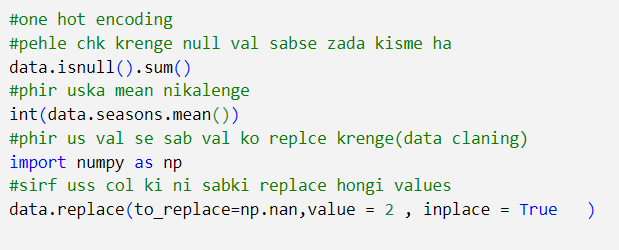 #one hot encoding
#pehle chk krenge null val sabse zada kisme ha
data.isnull().sum()
#phir uska mean nikalenge
int(data.seasons.mean())
#phir us val se sab val ko replce krenge(data claning)
import numpy as np
#sirf uss col ki ni sabki replace hongi values
data.replace(to_replace=np.nan,value = 2 , inplace = True   )